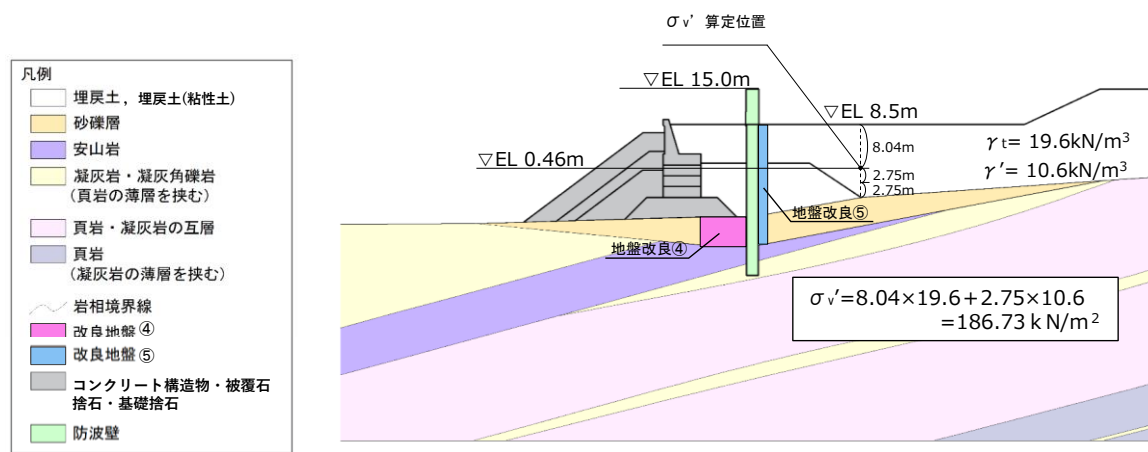 凡例
埋戻土，埋戻土(粘性土)
砂礫層
安山岩
凝灰岩・凝灰角礫岩
(頁岩の薄層を挟む)
頁岩・凝灰岩の互層
頁岩
(凝灰岩の薄層を挟む)
岩相境界線
改良地盤④
改良地盤⑤
コンクリート構造物・被覆石
捨石・基礎捨石
防波壁
σv’ 算定位置
▽EL 15.0m
▽EL 8.5m
8.04m
γt= 19.6kN/m³
▽EL 0.46m
2.75m
γ’= 10.6kN/m³
2.75m
地盤改良⑤
地盤改良④
σv’=8.04×19.6+2.75×10.6
=186.73ｋN/m²